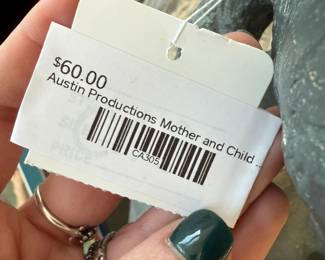 $60.00
Austin Productions Mother and Child ...
CA305